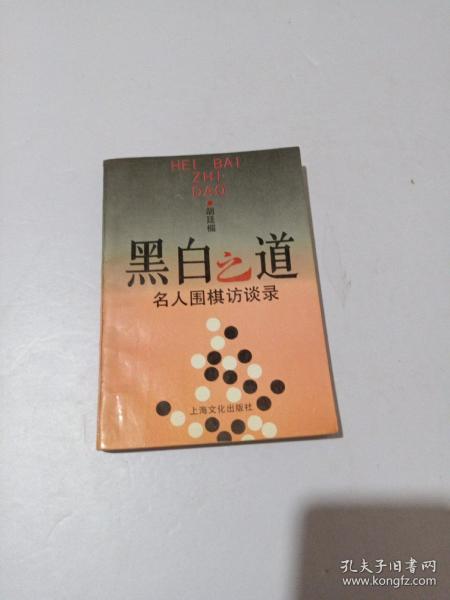 HEI BAI
ZHI
DAO
胡廷楣
黑白之道
名人围棋访谈录
上海文化出版社
孔夫子旧书网
www.kongfz.com